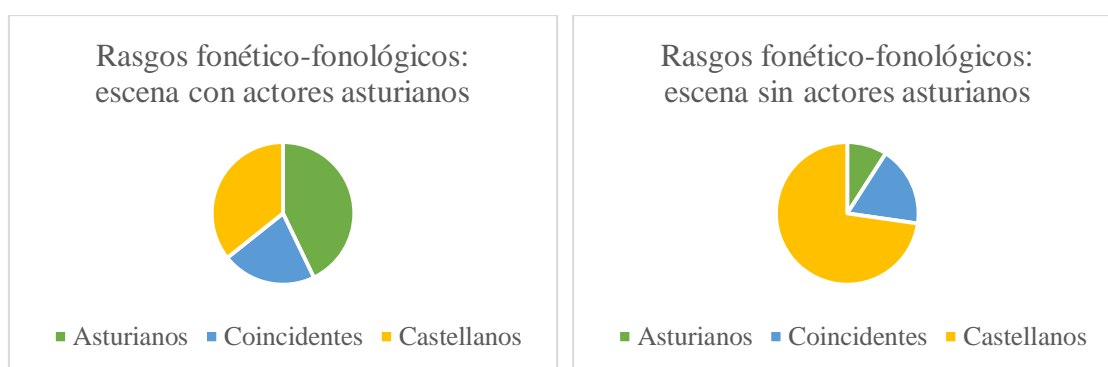 Rasgos fonético-fonológicos:
escena con actores asturianos
Asturianos Coincidentes Castellanos
Rasgos fonético-fonológicos:
escena sin actores asturianos
Asturianos Coincidentes Castellanos